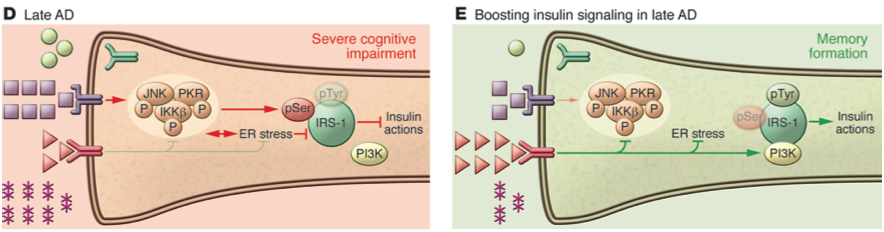 D Late AD
Severe cognitive
impairment
JNK PKR
P IKKβ P
P
pSer
pTyr
IRS-1
Insulin
actions
ER stress
PI3K
E Boosting insulin signaling in late AD
Memory
formation
JNK PKR
P IKKβ P
P
pSer
pTyr
IRS-1
Insulin
actions
ER stress
PI3K